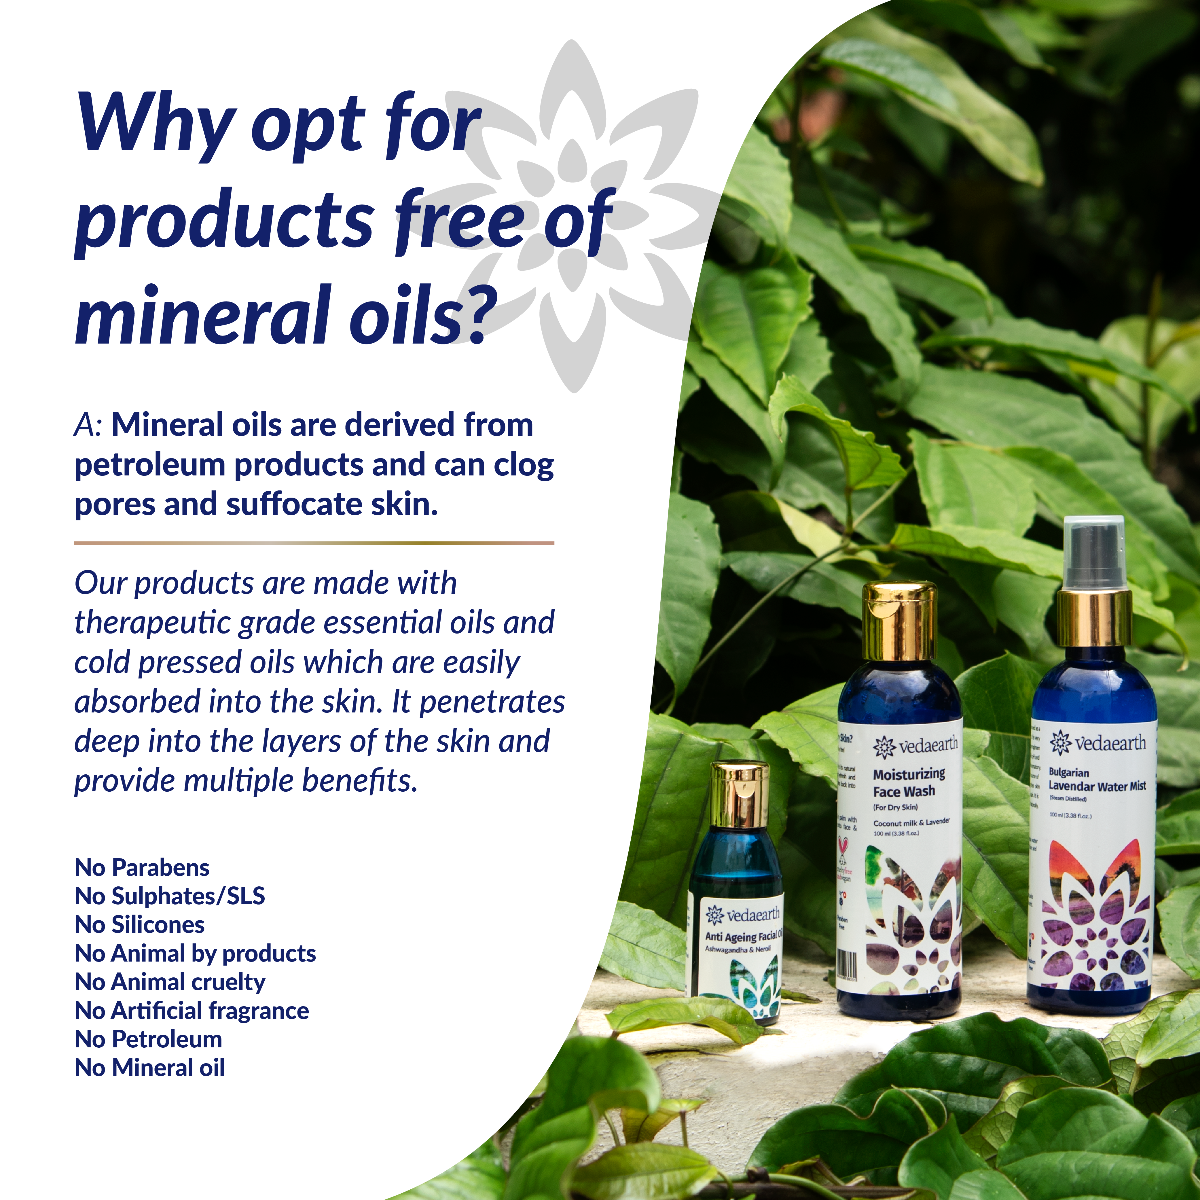 Why opt for
products free of
mineral oils?
A: Mineral oils are derived from
petroleum products and can clog
pores and suffocate skin.
Our products are made with
therapeutic grade essential oils and
cold pressed oils which are easily
absorbed into the skin. It penetrates
deep into the layers of the skin and
provide multiple benefits.
No Parabens
No Sulphates/SLS
No Silicones
No Animal by products
No Animal cruelty
No Artificial fragrance
No Petroleum
No Mineral oil
vedaearth
Anti Ageing Facial
Ashwagandha & Neroli
Skin?
vedaearth
Moisturizing
Face Wash
(For Dry Skin)
Coconut milk & Lavender
100 ml (3.38 fl.oz.)
vedaearth
Bulgarian
Lavendar Water Mist
(Steam Distilled)
100 ml (3.38 fl.oz.)